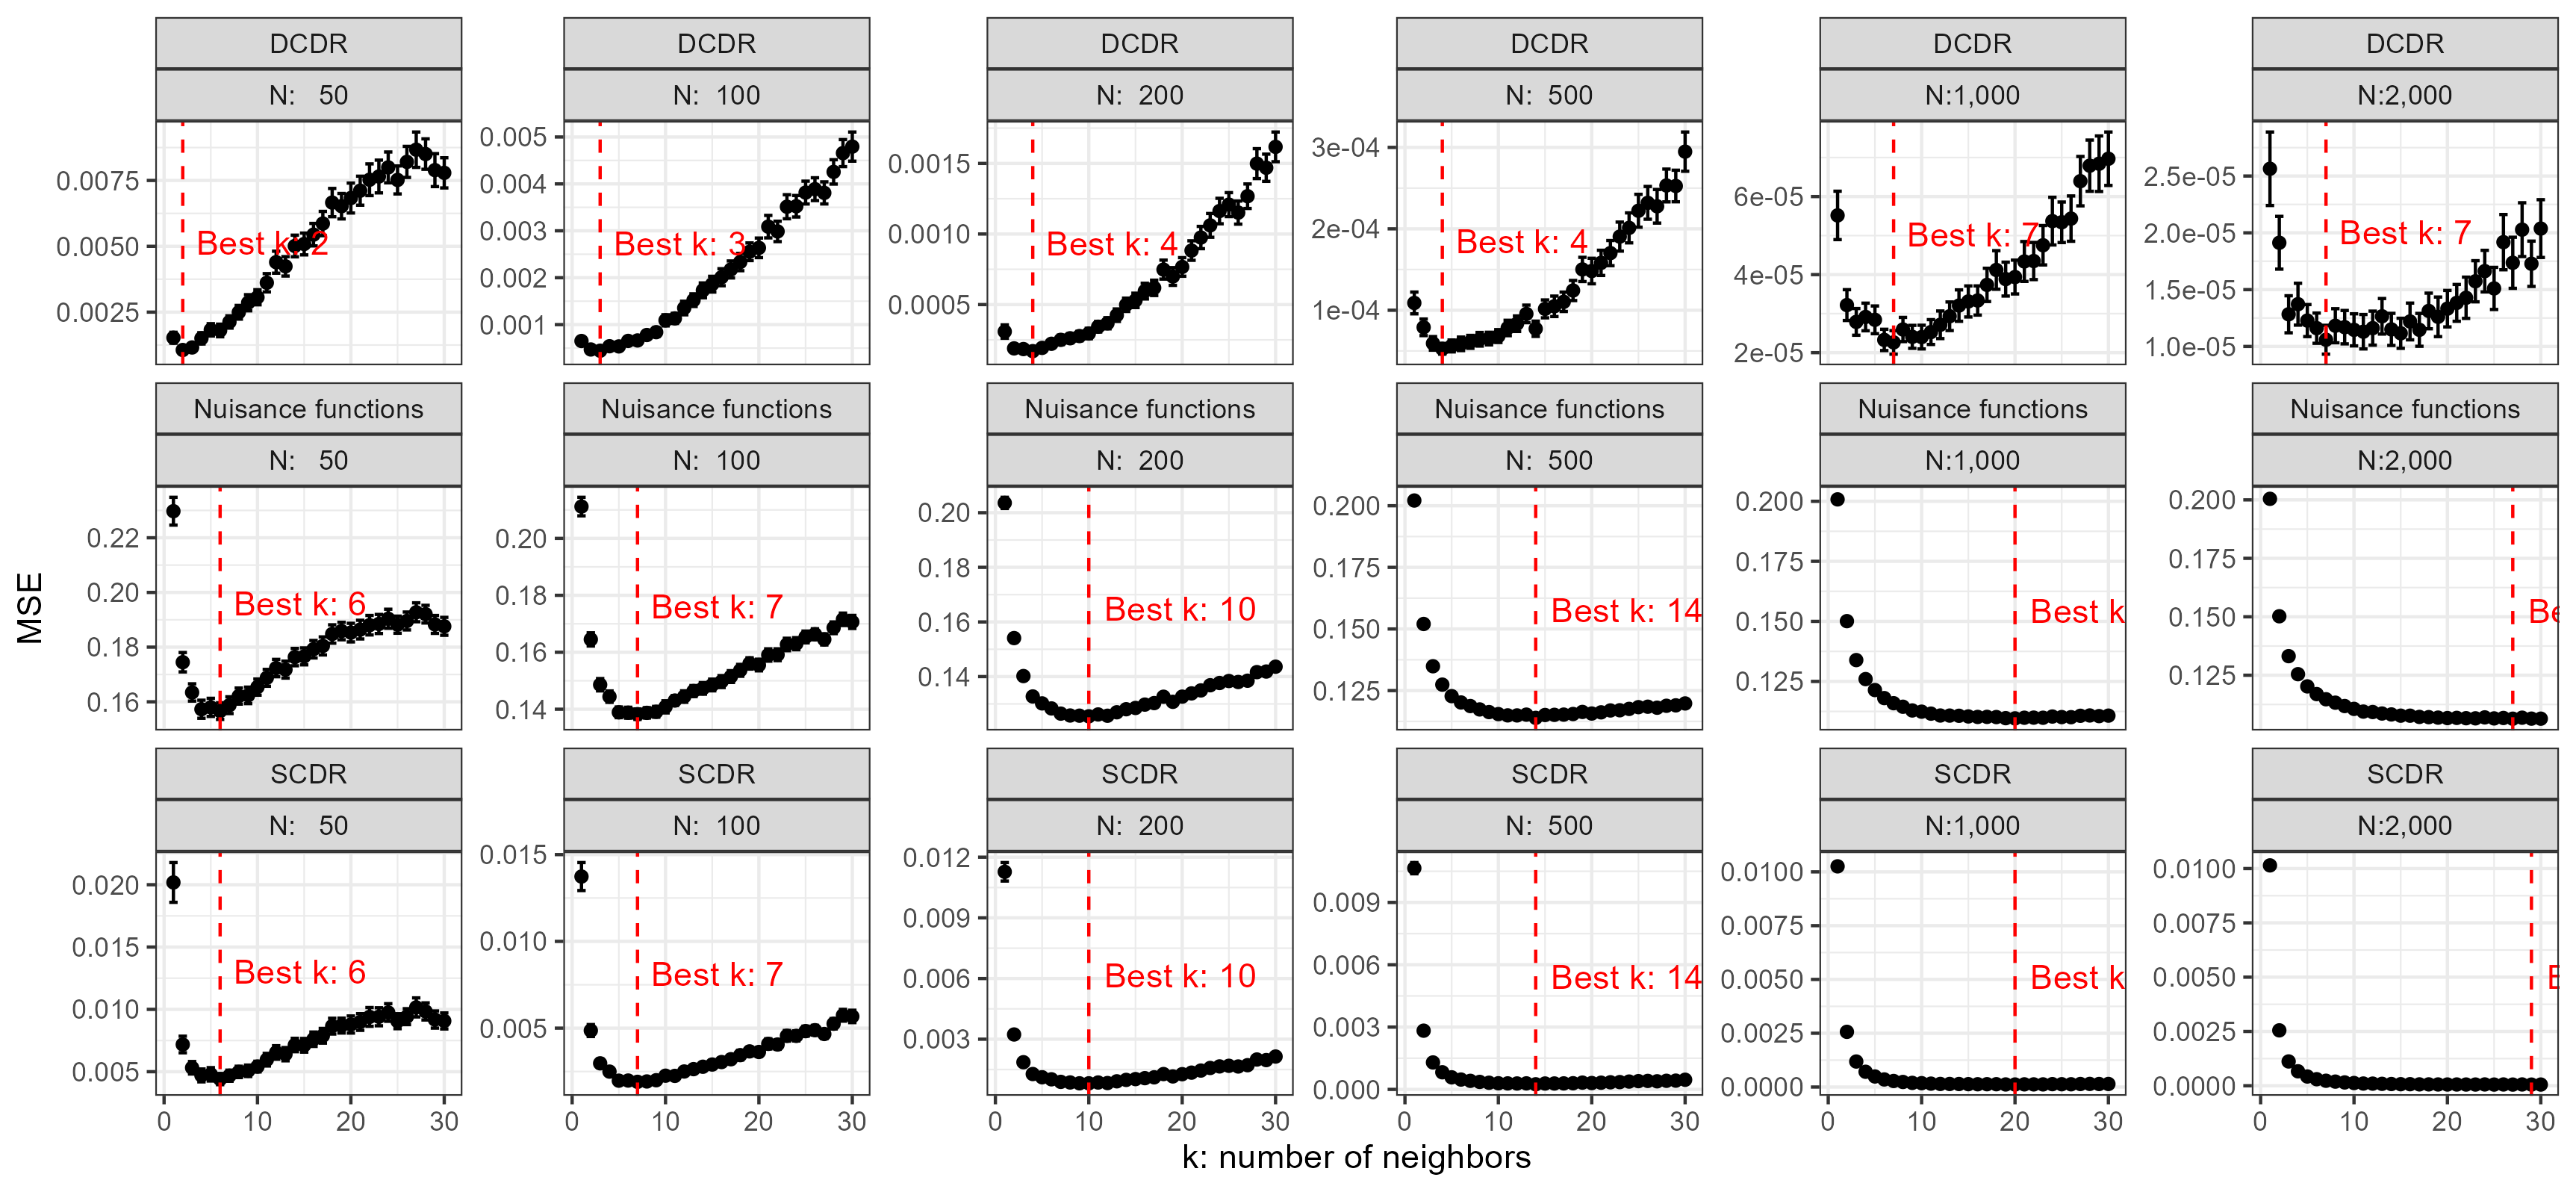 DCDR DCDR DCDR DCDR DCDR DCDR
N: 50 N: 100 N: 200 N: 500 N:1,000 N:2,000
0.0075 0.0050 0.0025
Best k: 2
0.005 0.004 0.003 0.002 0.001
Best k: 3
0.0015 0.0010 0.0005
Best k: 4
3e-04 2e-04 1e-04
Best k: 4
6e-05 4e-05 2e-05
Best k: 7
2.5e-05 2.0e-05 1.5e-05 1.0e-05
Best k: 7
MSE
Nuisance functions Nuisance functions Nuisance functions Nuisance functions Nuisance functions Nuisance functions
N: 50 N: 100 N: 200 N: 500 N:1,000 N:2,000
0.22 0.20 0.18 0.16
Best k: 6
0.20 0.18 0.16 0.14
Best k: 7
0.20 0.18 0.16 0.14
Best k: 10
0.200 0.175 0.150 0.125
Best k: 14
0.200 0.175 0.150 0.125
Best k
0.200 0.175 0.150 0.125
Be
SCDR SCDR SCDR SCDR SCDR SCDR
N: 50 N: 100 N: 200 N: 500 N:1,000 N:2,000
0.020 0.015 0.010 0.005
Best k: 6
0.015 0.010 0.005
Best k: 7
0.012 0.009 0.006 0.003
Best k: 10
0.009 0.006 0.003 0.000
Best k: 14
0.0100 0.0075 0.0050 0.0025 0.0000
Best k
0.0100 0.0075 0.0050 0.0025 0.0000
0 10 20 30 0 10 20 30 0 10 20 30 0 10 20 30 0 10 20 30 0 10 20 30
k: number of neighbors